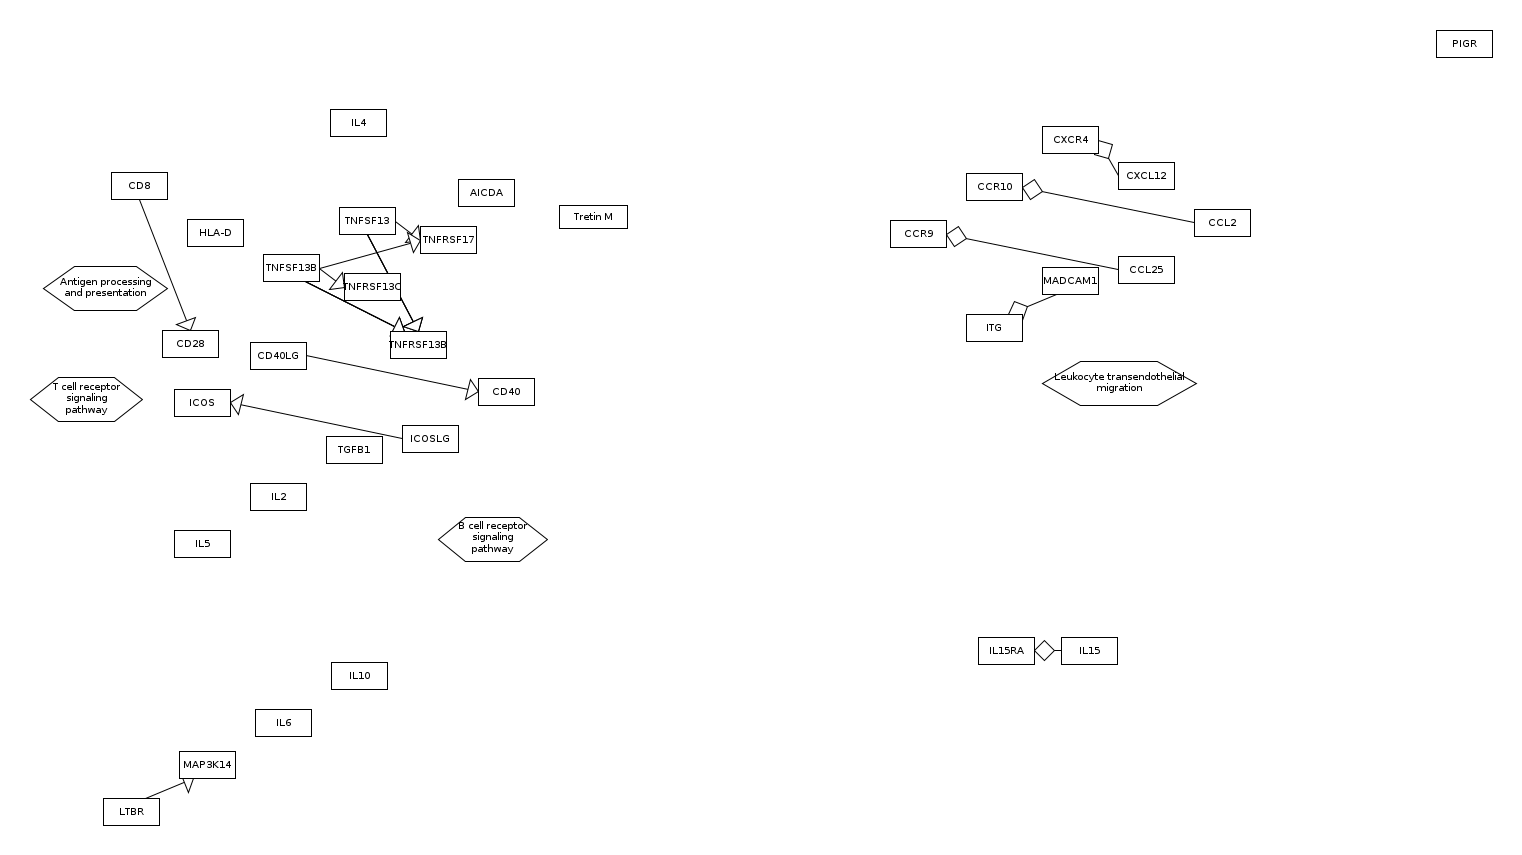 PIGR
IL4
CXCR4
CXCL12
CD8
CCR10
AICDA
Tretin M
TNFSF13
CCL2
HLA-D
CCR9
TNFRSF17
TNFSF13B
CCL25
MADCAM1
Antigen processing
and presentation
TNFRSF13C
ITG
CD28
TNFRSF13B
CD40LG
Leukocyte transendothelial
migration
CD40
T cell receptor
signaling
pathway
ICOS
ICOSLG
TGFB1
IL2
B cell receptor
signaling
pathway
IL5
IL15RA
IL15
IL10
IL6
MAP3K14
LTBR